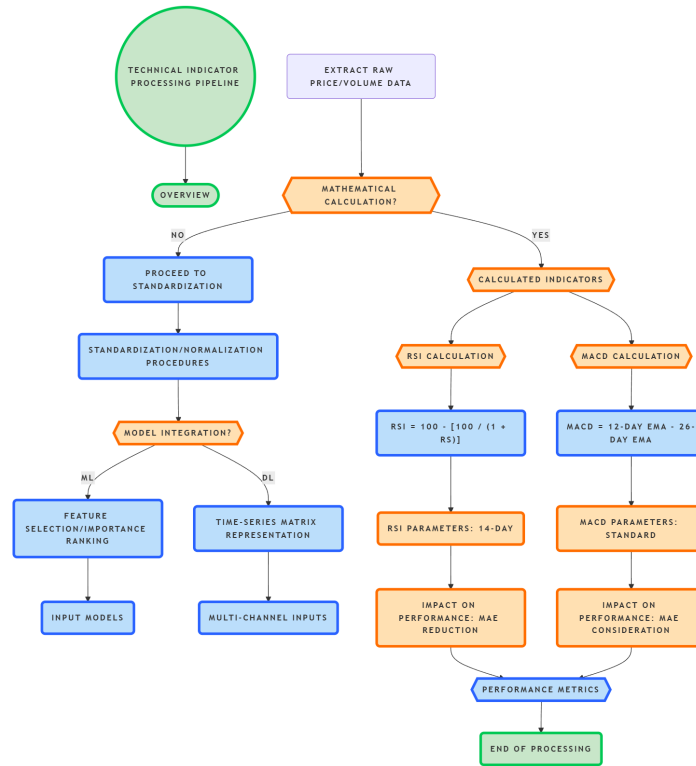 TECHNICAL INDICATOR
PROCESSING PIPELINE
EXTRACT RAW
PRICE/VOLUME DATA
OVERVIEW
MATHEMATICAL
CALCULATION?
NO
YES
PROCEED TO
STANDARDIZATION
CALCULATED INDICATORS
STANDARDIZATION/NORMALIZATION
PROCEDURES
RSI CALCULATION
MACD CALCULATION
MODEL INTEGRATION?
RSI = 100 - [100 / (1 +
RS)]
MACD = 12-DAY EMA - 26-
DAY EMA
ML
DL
FEATURE
SELECTION/IMPORTANCE
RANKING
TIME-SERIES MATRIX
REPRESENTATION
RSI PARAMETERS: 14-DAY
MACD PARAMETERS:
STANDARD
INPUT MODELS
MULTI-CHANNEL INPUTS
IMPACT ON
PERFORMANCE: MAE
REDUCTION
IMPACT ON
PERFORMANCE: MAE
CONSIDERATION
PERFORMANCE METRICS
END OF PROCESSING